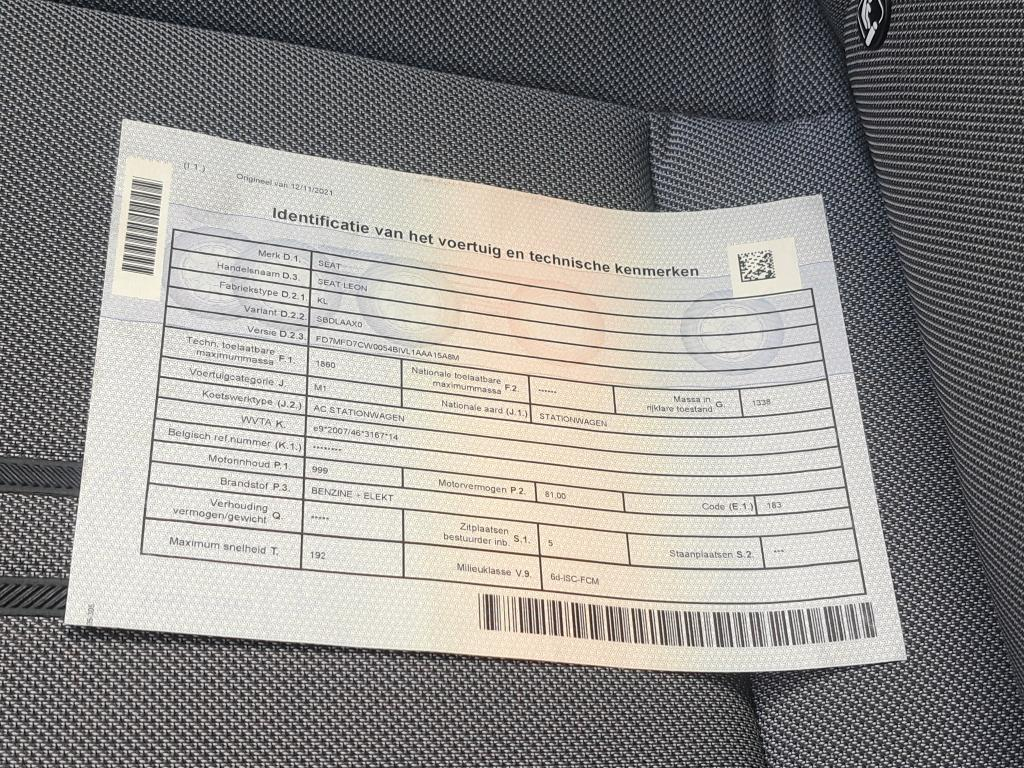 (I.1.)
Origineel van 12/11/2021
Identificatie van het voertuig en technische kenmerken
Merk D.1. SEAT
Handelsnaam D.3. SEAT LEON
Fabriekstype D.2.1. KL
Variant D.2.2. SBDLAAX0
Versie D.2.3. FD7MFD7CW0054BIVL1AAA15A8M
Techn. toelaatbare maximummassa F.1. 1860 Nationale toelaatbare maximummassa F.2. ------ Massa in rijklare toestand G. 1338
Voertuigcategorie J. M1 Nationale aard (J.1.) STATIONWAGEN
Koetswerktype (J.2.) AC STATIONWAGEN
WVTA K. e9*2007/46*3167*14
Belgisch ref.nummer (K.1.) --------
Motorinhoud P.1. 999 Motorvermogen P.2. 81,00 Code (E.1.) 183
Brandstof P.3. BENZINE + ELEKT
Verhouding vermogen/gewicht Q. ----- Zitplaatsen bestuurder inb. S.1. 5 Staanplaatsen S.2. ---
Maximum snelheid T. 192 Milieuklasse V.9. 6d-ISC-FCM